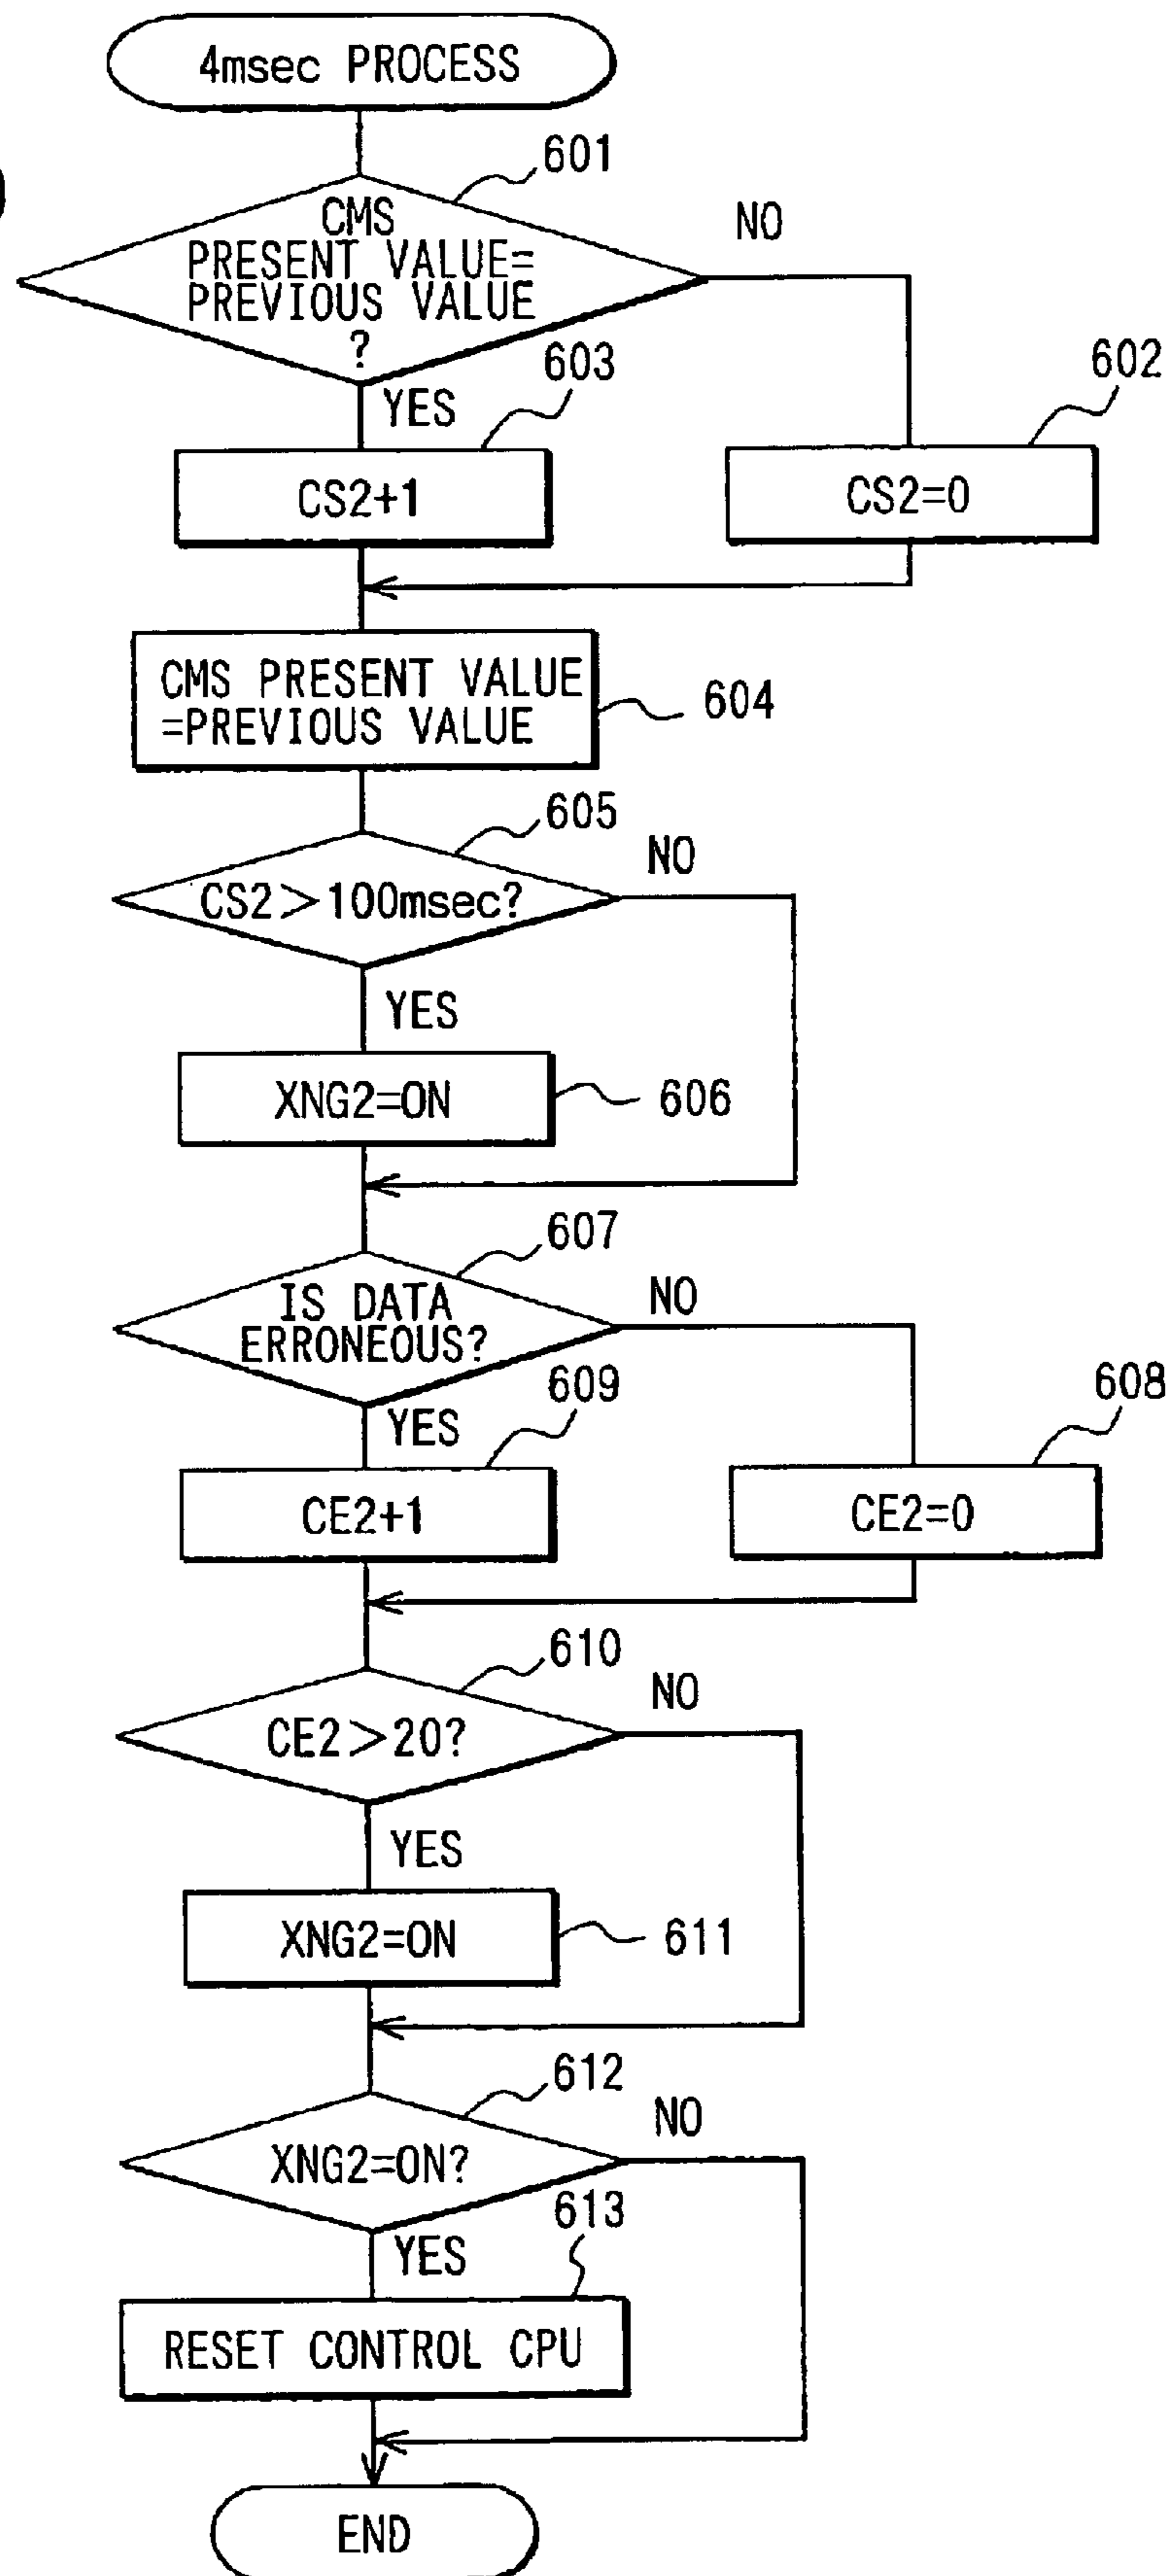 4msec PROCESS
601
CMS
PRESENT VALUE=
PREVIOUS VALUE
?
NO
YES
603
602
CS2+1
CS2=0
CMS PRESENT VALUE
=PREVIOUS VALUE
604
605
CS2>100msec?
NO
YES
XNG2=ON
606
607
IS DATA
ERRONEOUS?
NO
YES
609
608
CE2+1
CE2=0
610
CE2>20?
NO
YES
XNG2=ON
611
612
XNG2=ON?
NO
YES
613
RESET CONTROL CPU
END